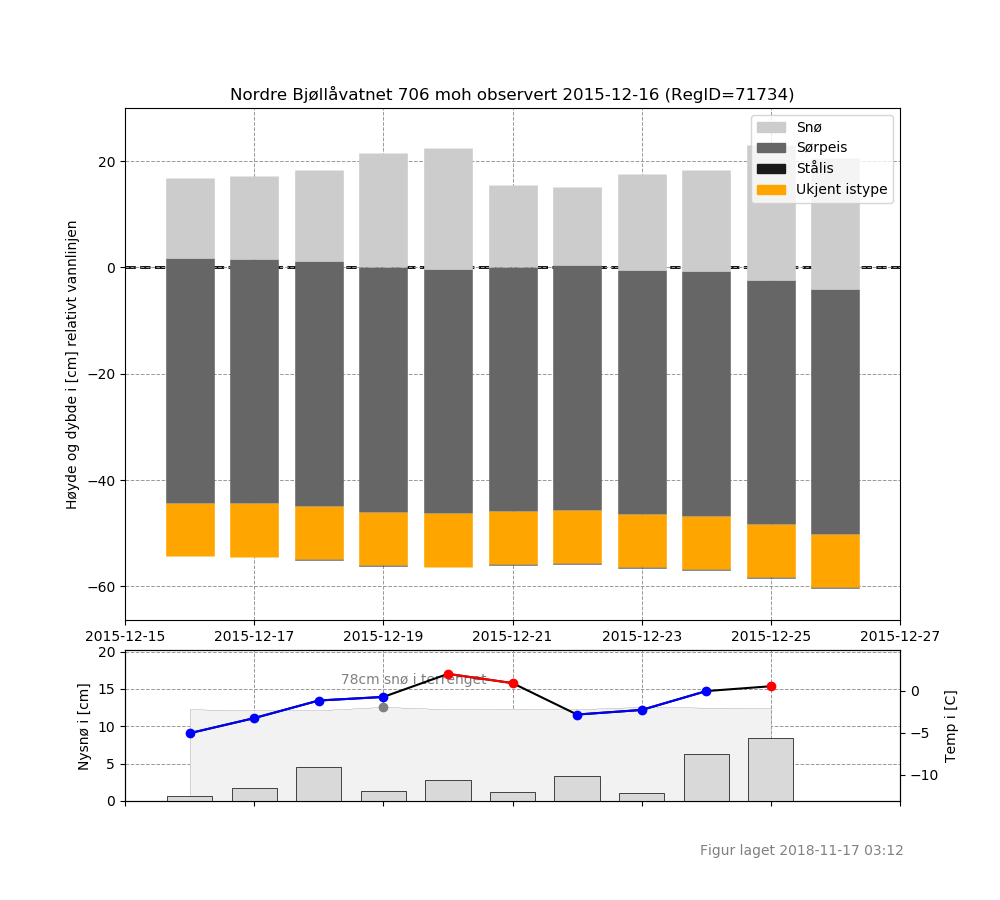 Nordre Bjøllåvatnet 706 moh observert 2015-12-16 (RegID=71734)
Snø
Sørpeis
Stålis
Ukjent istype
Høyde og dybde i [cm] relativt vannlinjen
20
0
−20
−40
−60
2015-12-15 2015-12-17 2015-12-19 2015-12-21 2015-12-23 2015-12-25 2015-12-27
Nysnø i [cm]
20
15
10
5
0
78cm snø i terrenget
0
−5
−10
Temp i [C]
Figur laget 2018-11-17 03:12